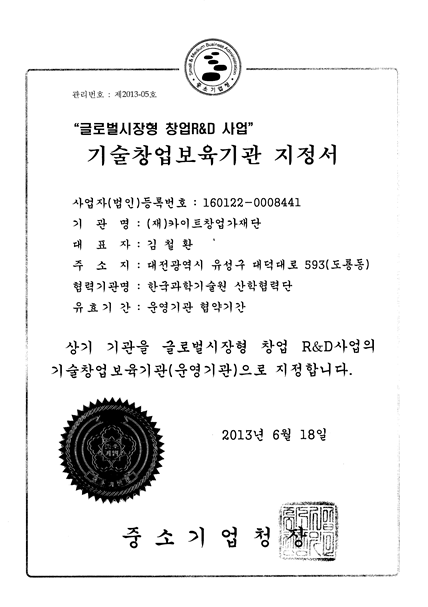 Small & Medium Business Administration
중소기업청
관리번호 : 제2013-05호
“글로벌시장형 창업R&D 사업”
기술창업보육기관 지정서
사업자(법인)등록번호 : 160122-0008441
기 관 명 : (재)카이트창업가재단
대 표 자 : 김 철 환
주 소 지 : 대전광역시 유성구 대덕대로 593(도룡동)
협력기관명 : 한국과학기술원 산학협력단
유효기간 : 운영기관 협약기간
상기 기관을 글로벌시장형 창업 R&D사업의
기술창업보육기관(운영기관)으로 지정합니다.
2013년 6월 18일
중소기업청장